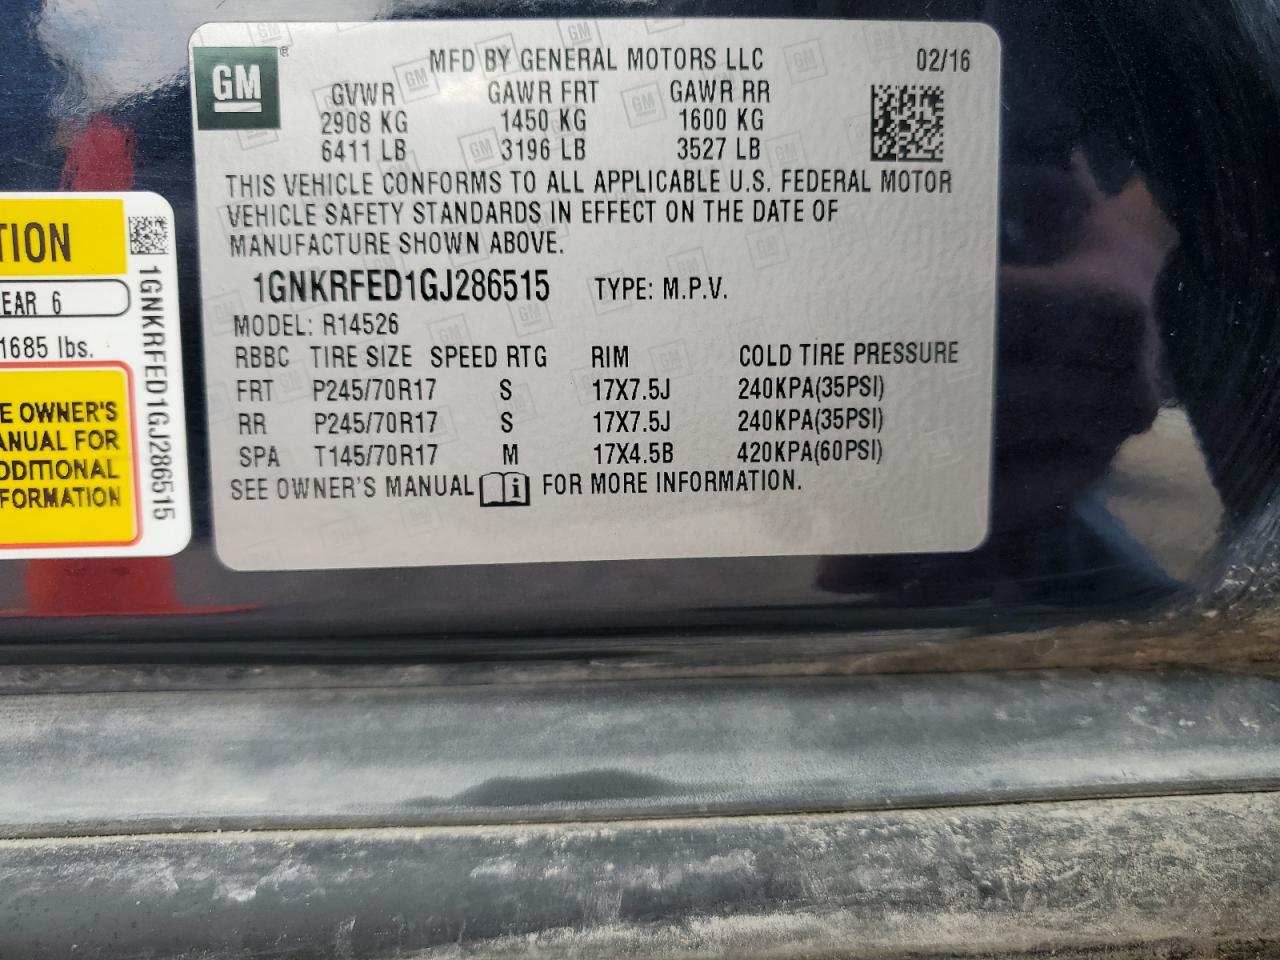 GM
®
MFD BY GENERAL MOTORS LLC 02/16
GVWR GAWR FRT GAWR RR
2908 KG 1450 KG 1600 KG
6411 LB 3196 LB 3527 LB
THIS VEHICLE CONFORMS TO ALL APPLICABLE U.S. FEDERAL MOTOR
VEHICLE SAFETY STANDARDS IN EFFECT ON THE DATE OF
MANUFACTURE SHOWN ABOVE.
1GNKRFED1GJ286515 TYPE: M.P.V.
MODEL: R14526
RBBC TIRE SIZE SPEED RTG RIM COLD TIRE PRESSURE
FRT P245/70R17 S 17X7.5J 240KPA(35PSI)
RR P245/70R17 S 17X7.5J 240KPA(35PSI)
SPA T145/70R17 M 17X4.5B 420KPA(60PSI)
SEE OWNER'S MANUAL i FOR MORE INFORMATION.
TION
EAR 6
1685 lbs.
E OWNER'S
ANUAL FOR
DDITIONAL
FORMATION
1GNKRFED1GJ286515